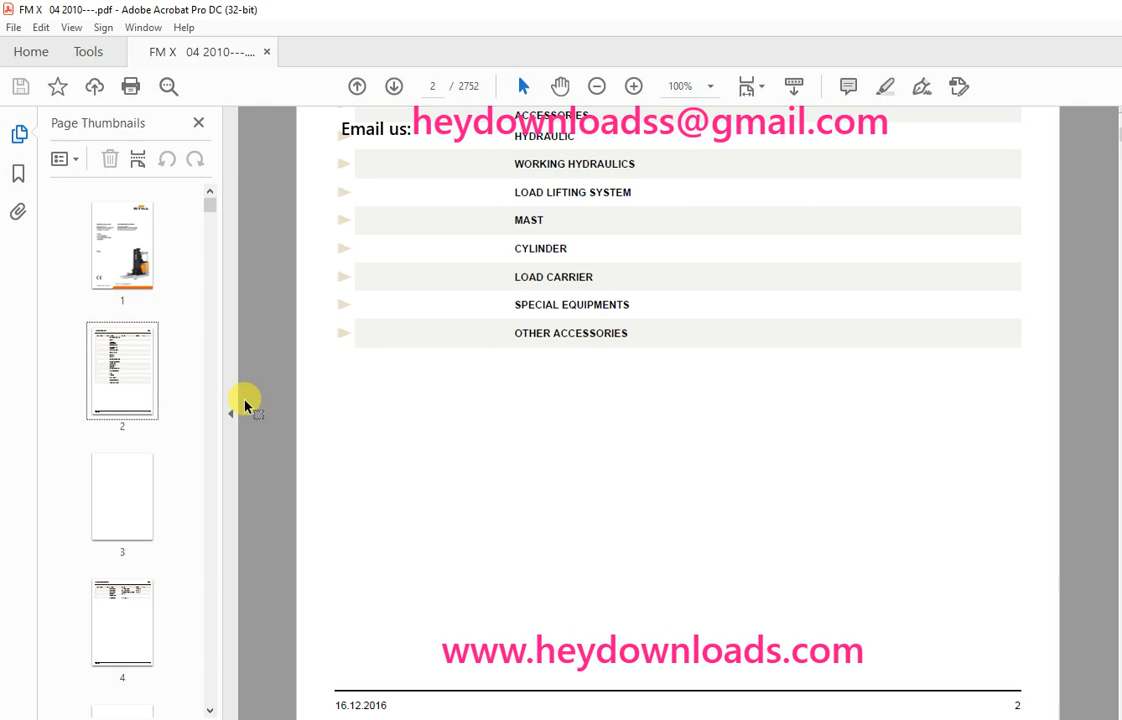 FM X   04 2010---.pdf - Adobe Acrobat Pro DC (32-bit)
File Edit View Sign Window Help
Home Tools FM X   04 2010---.... ×
2 / 2752 100%
Page Thumbnails
1
2
3
4
ACCESSORIES
Email us: heydownloadss@gmail.com
HYDRAULIC
WORKING HYDRAULICS
LOAD LIFTING SYSTEM
MAST
CYLINDER
LOAD CARRIER
SPECIAL EQUIPMENTS
OTHER ACCESSORIES
www.heydownloads.com
16.12.2016 2